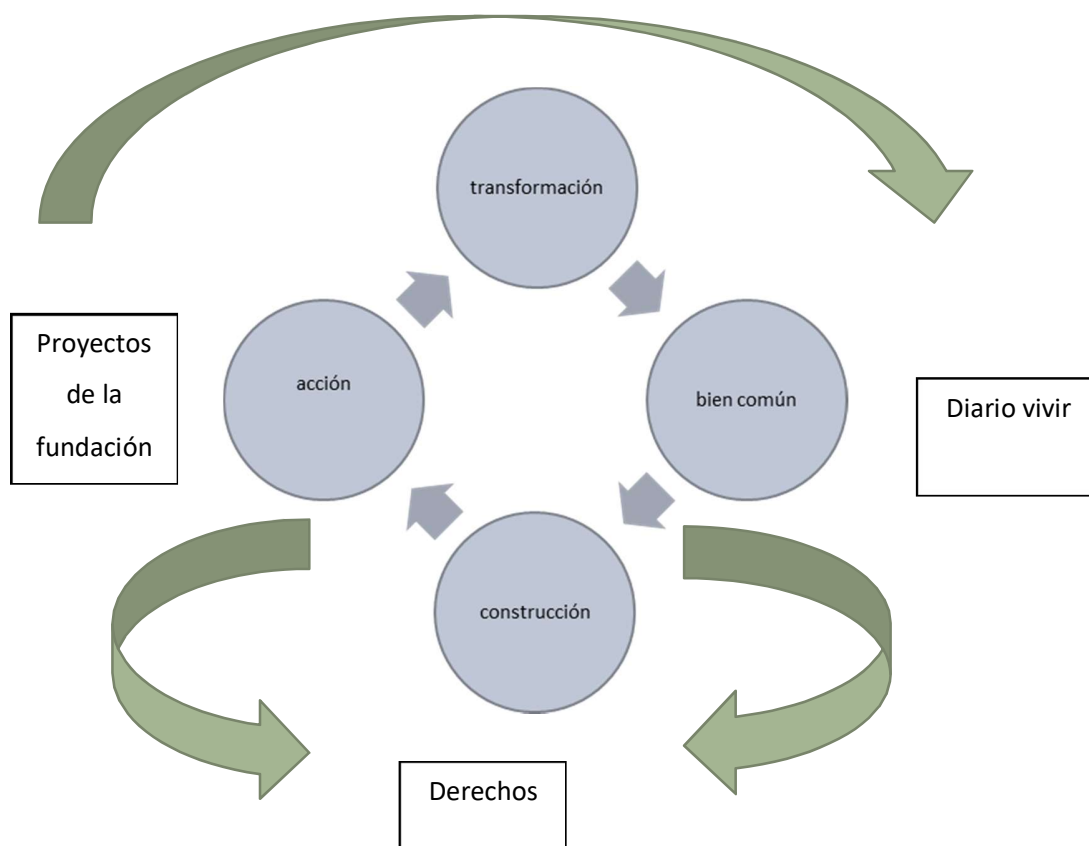 transformación
Proyectos
de la
fundación
acción
bien común
Diario vivir
construcción
Derechos